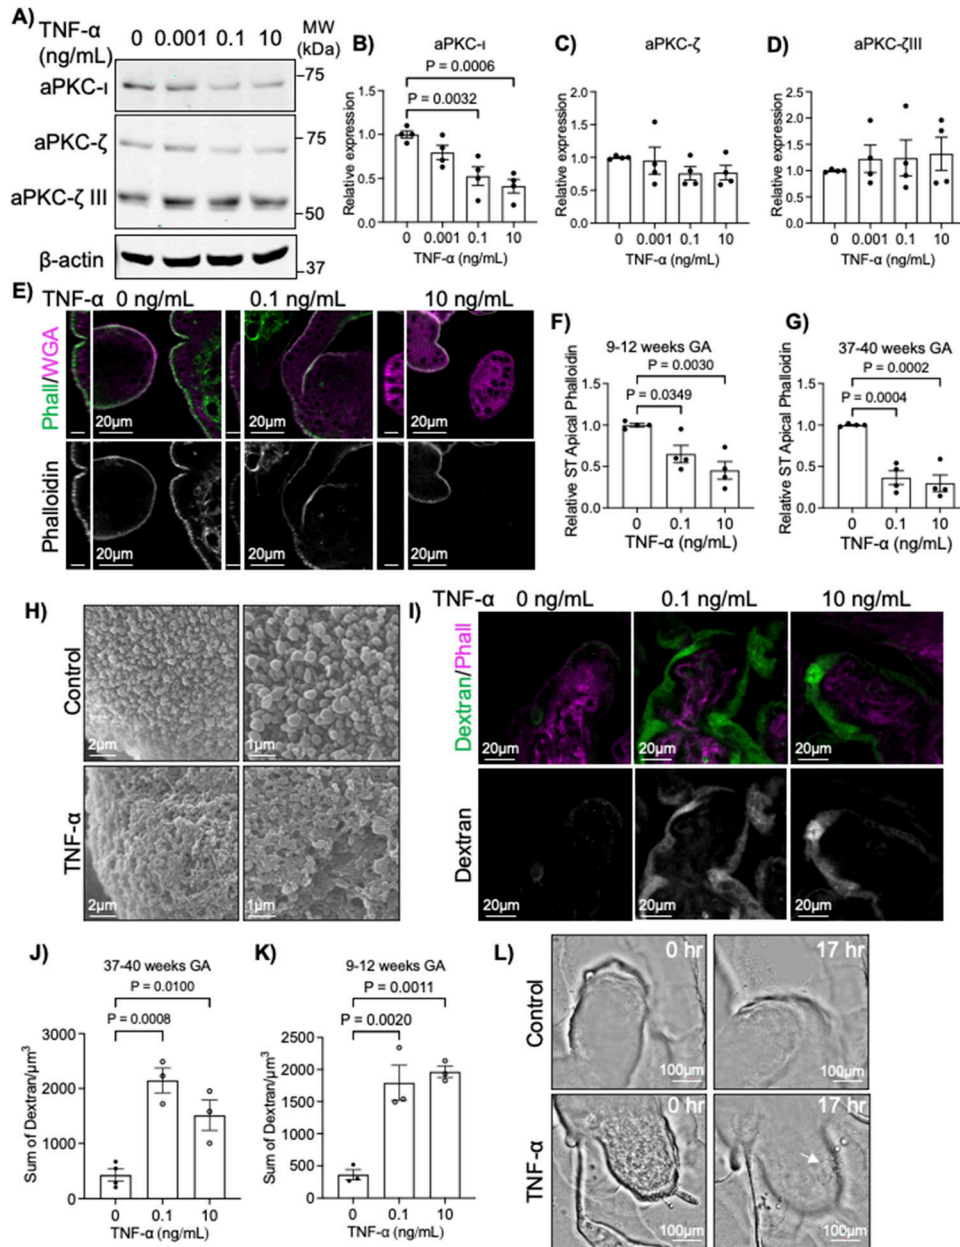 A)
TNF-α (ng/mL)
0 0.001 0.1 10
MW (kDa)
aPKC-ι
75
aPKC-ζ
75
aPKC-ζ III
50
β-actin
37
B)
aPKC-ι
P = 0.0006
P = 0.0032
Relative expression
1.5
1.0
0.5
0.0
0 0.001 0.1 10
TNF-α (ng/mL)
C)
aPKC-ζ
Relative expression
2.0
1.5
1.0
0.5
0.0
0 0.001 0.1 10
TNF-α (ng/mL)
D)
aPKC-ζIII
Relative expression
2.5
2.0
1.5
1.0
0.5
0.0
0 0.001 0.1 10
TNF-α (ng/mL)
E)
TNF-α 0 ng/mL 0.1 ng/mL 10 ng/mL
Phall/WGA
20μm 20μm 20μm
Phalloidin
20μm 20μm 20μm
F)
9-12 weeks GA
P = 0.0030
P = 0.0349
Relative ST Apical Phalloidin
1.5
1.0
0.5
0.0
0 0.1 10
TNF-α (ng/mL)
G)
37-40 weeks GA
P = 0.0002
P = 0.0004
Relative ST Apical Phalloidin
1.5
1.0
0.5
0.0
0 0.1 10
TNF-α (ng/mL)
H)
Control
2μm 1μm
TNF-α
2μm 1μm
I)
TNF-α 0 ng/mL 0.1 ng/mL 10 ng/mL
Dextran/Phall
20μm 20μm 20μm
Dextran
20μm 20μm 20μm
J)
37-40 weeks GA
P = 0.0100
P = 0.0008
Sum of Dextran/μm³
3000
2000
1000
0
0 0.1 10
TNF-α (ng/mL)
K)
9-12 weeks GA
P = 0.0011
P = 0.0020
Sum of Dextran/μm³
2500
2000
1500
1000
500
0
0 0.1 10
TNF-α (ng/mL)
L)
Control
0 hr 17 hr
100μm 100μm
TNF-α
0 hr 17 hr
100μm 100μm